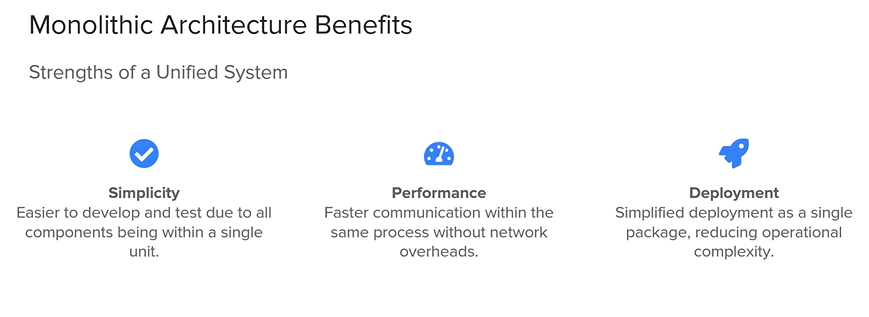 Monolithic Architecture Benefits
Strengths of a Unified System
Simplicity
Easier to develop and test due to all
components being within a single
unit.
Performance
Faster communication within the
same process without network
overheads.
Deployment
Simplified deployment as a single
package, reducing operational
complexity.